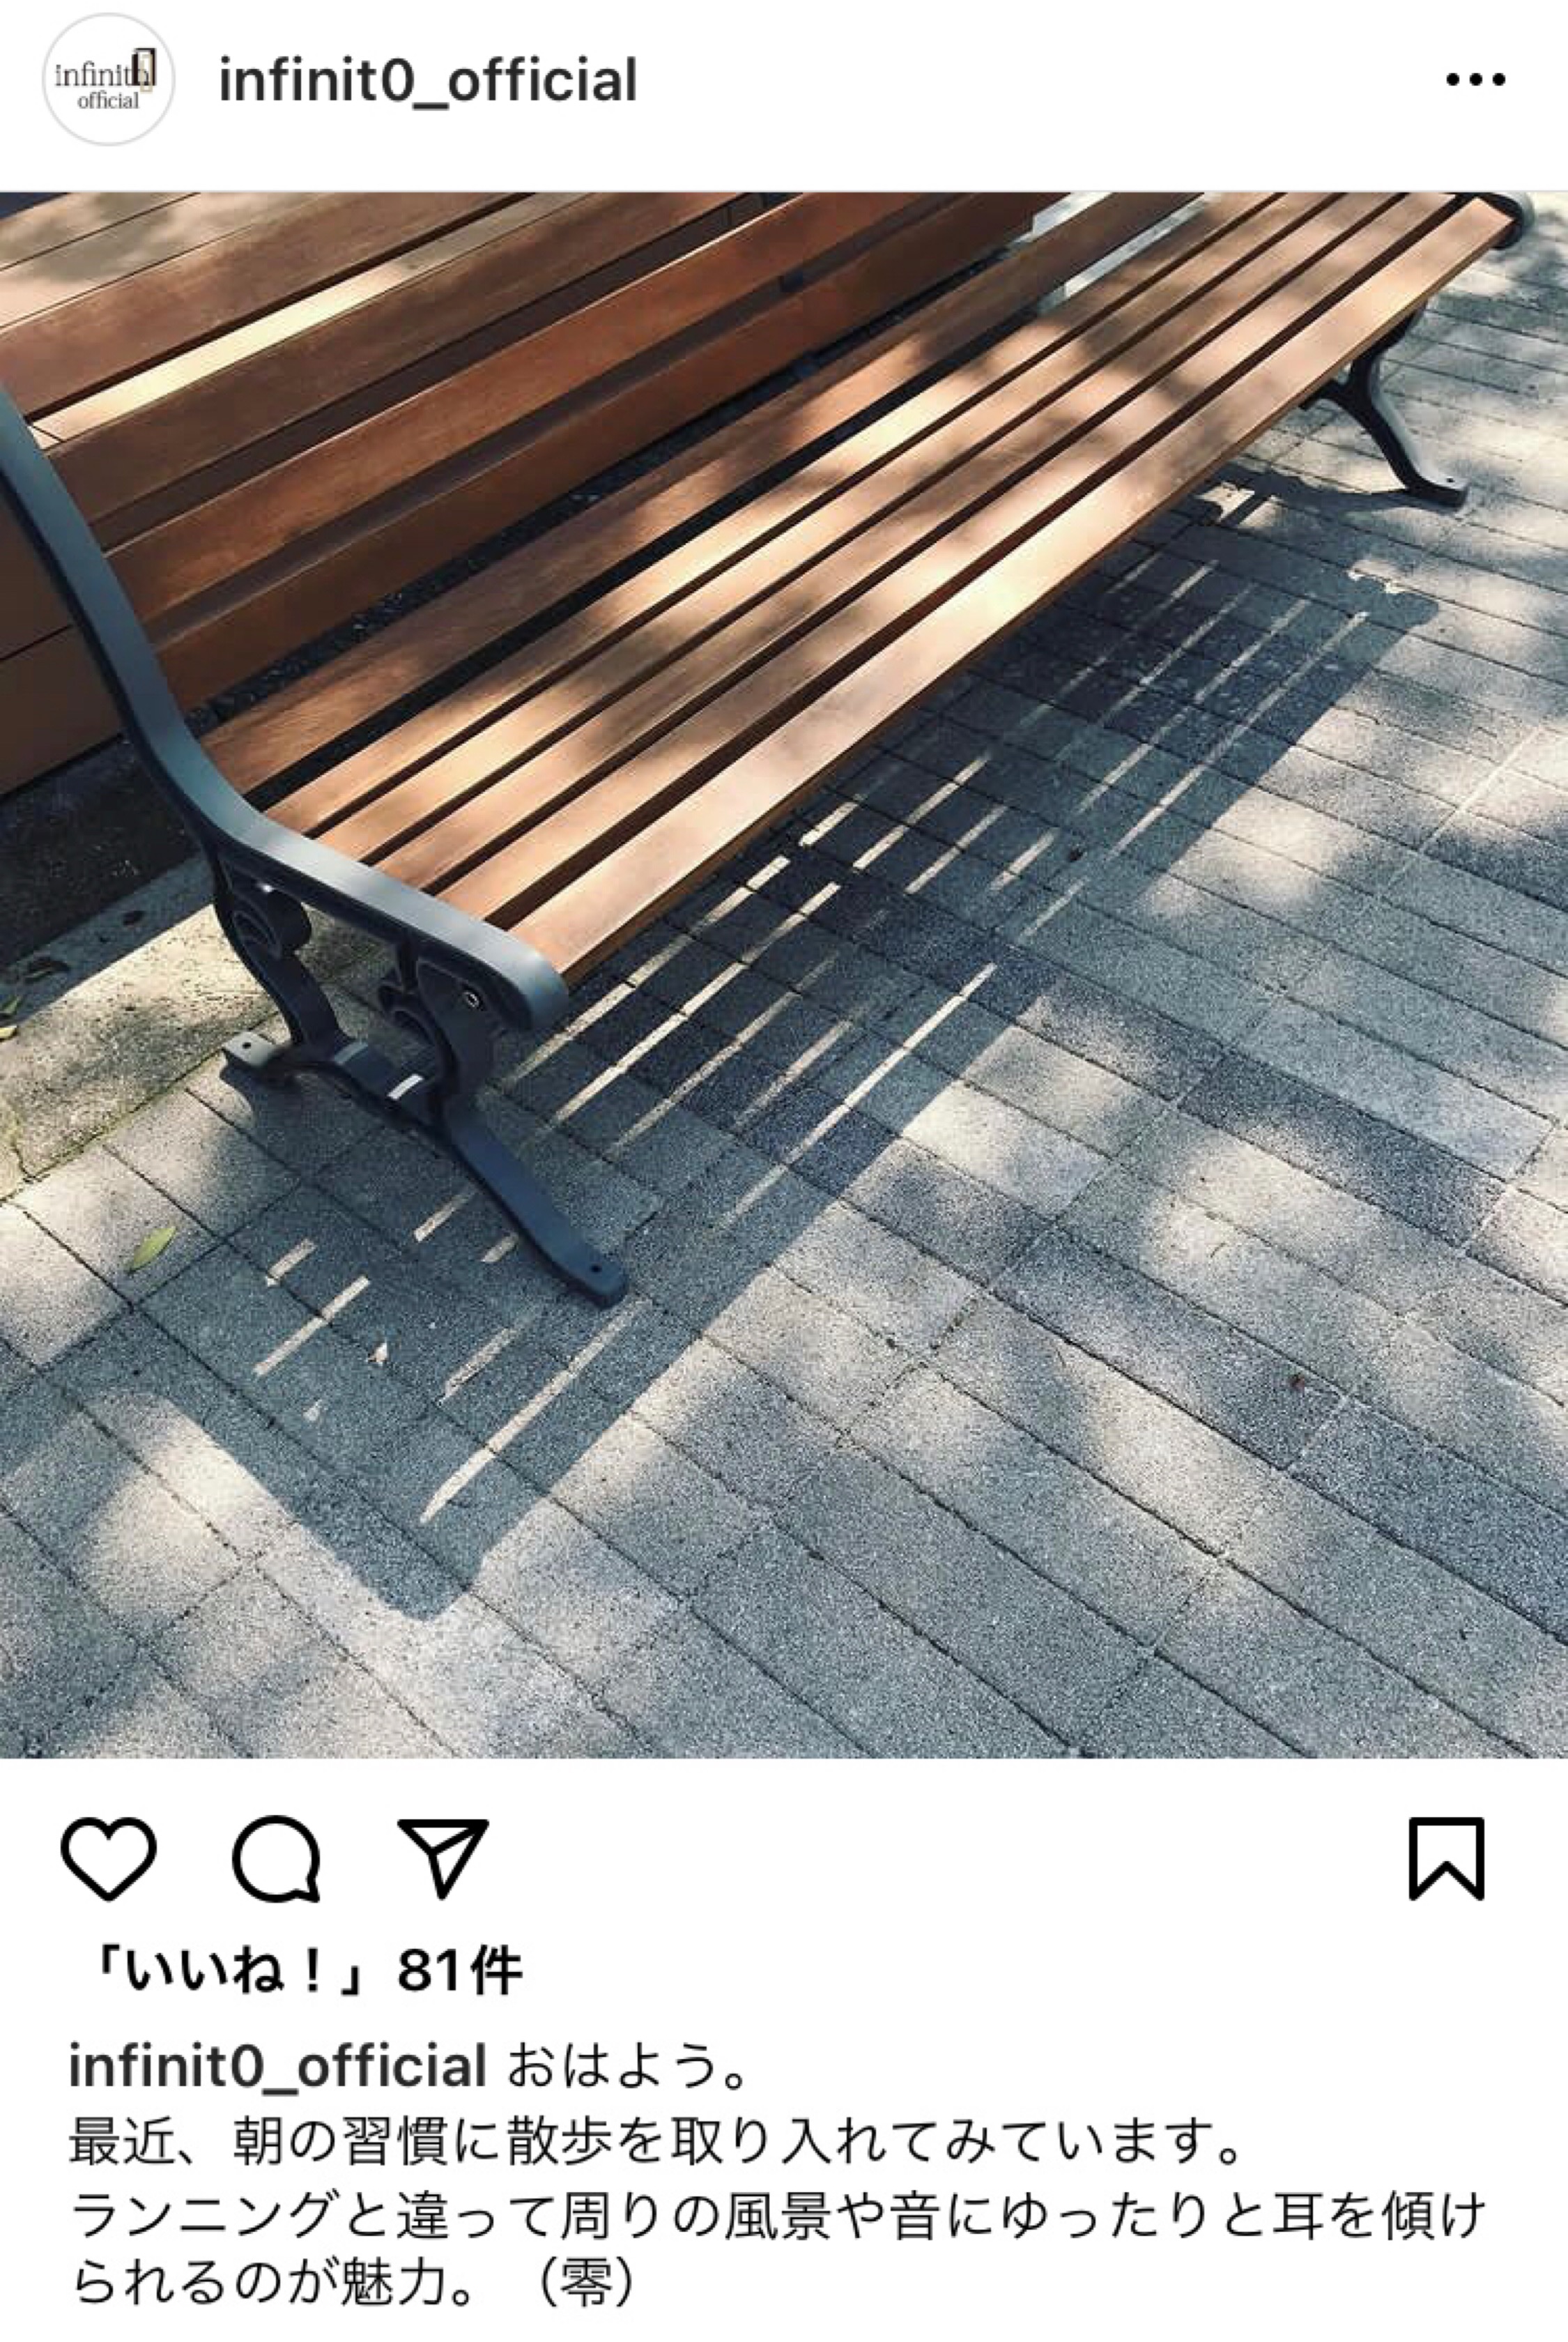 infinit0
official
infinit0_official
「いいね！」81件
infinit0_official おはよう。
最近、朝の習慣に散歩を取り入れてみています。
ランニングと違って周りの風景や音にゆったりと耳を傾け
られるのが魅力。（零）